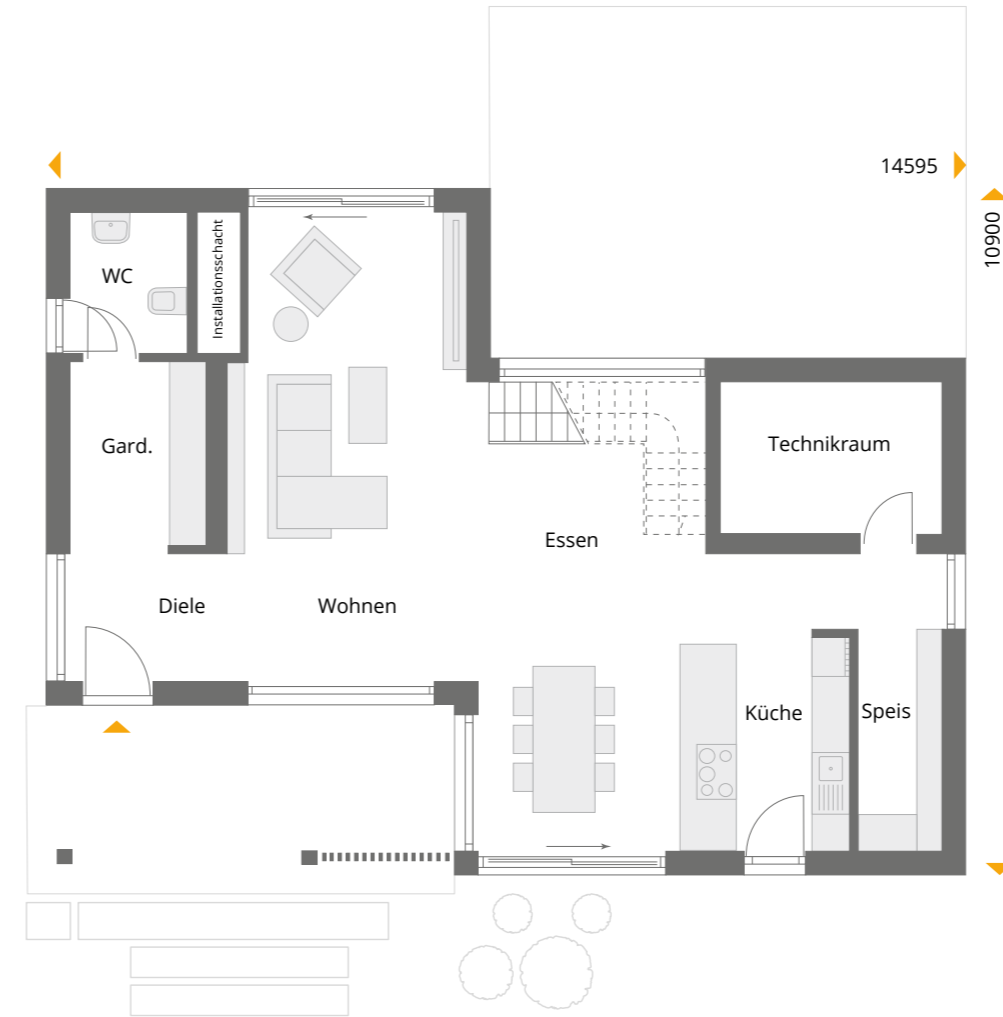 14595
10900
WC
Installationsschacht
Gard.
Technikraum
Essen
Diele
Wohnen
Küche
Speis